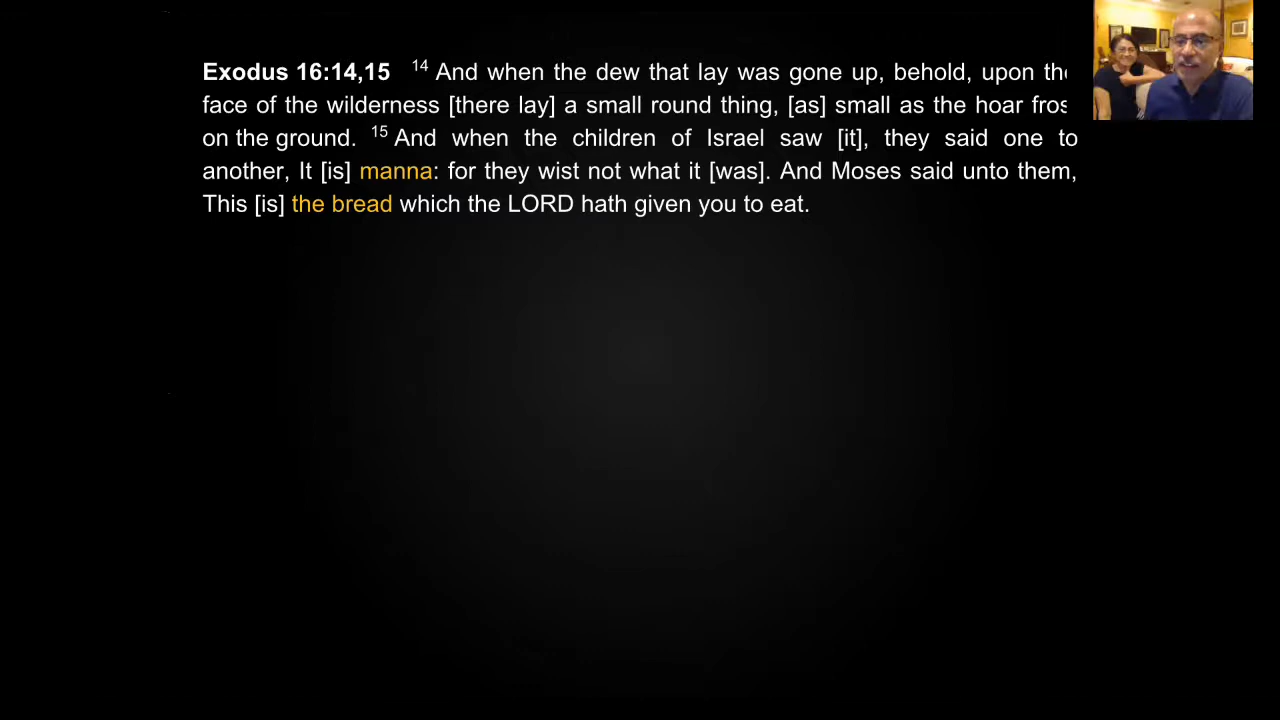 Exodus 16:14,15 14 And when the dew that lay was gone up, behold, upon the
face of the wilderness [there lay] a small round thing, [as] small as the hoar fros
on the ground. 15 And when the children of Israel saw [it], they said one to
another, It [is] manna: for they wist not what it [was]. And Moses said unto them,
This [is] the bread which the LORD hath given you to eat.